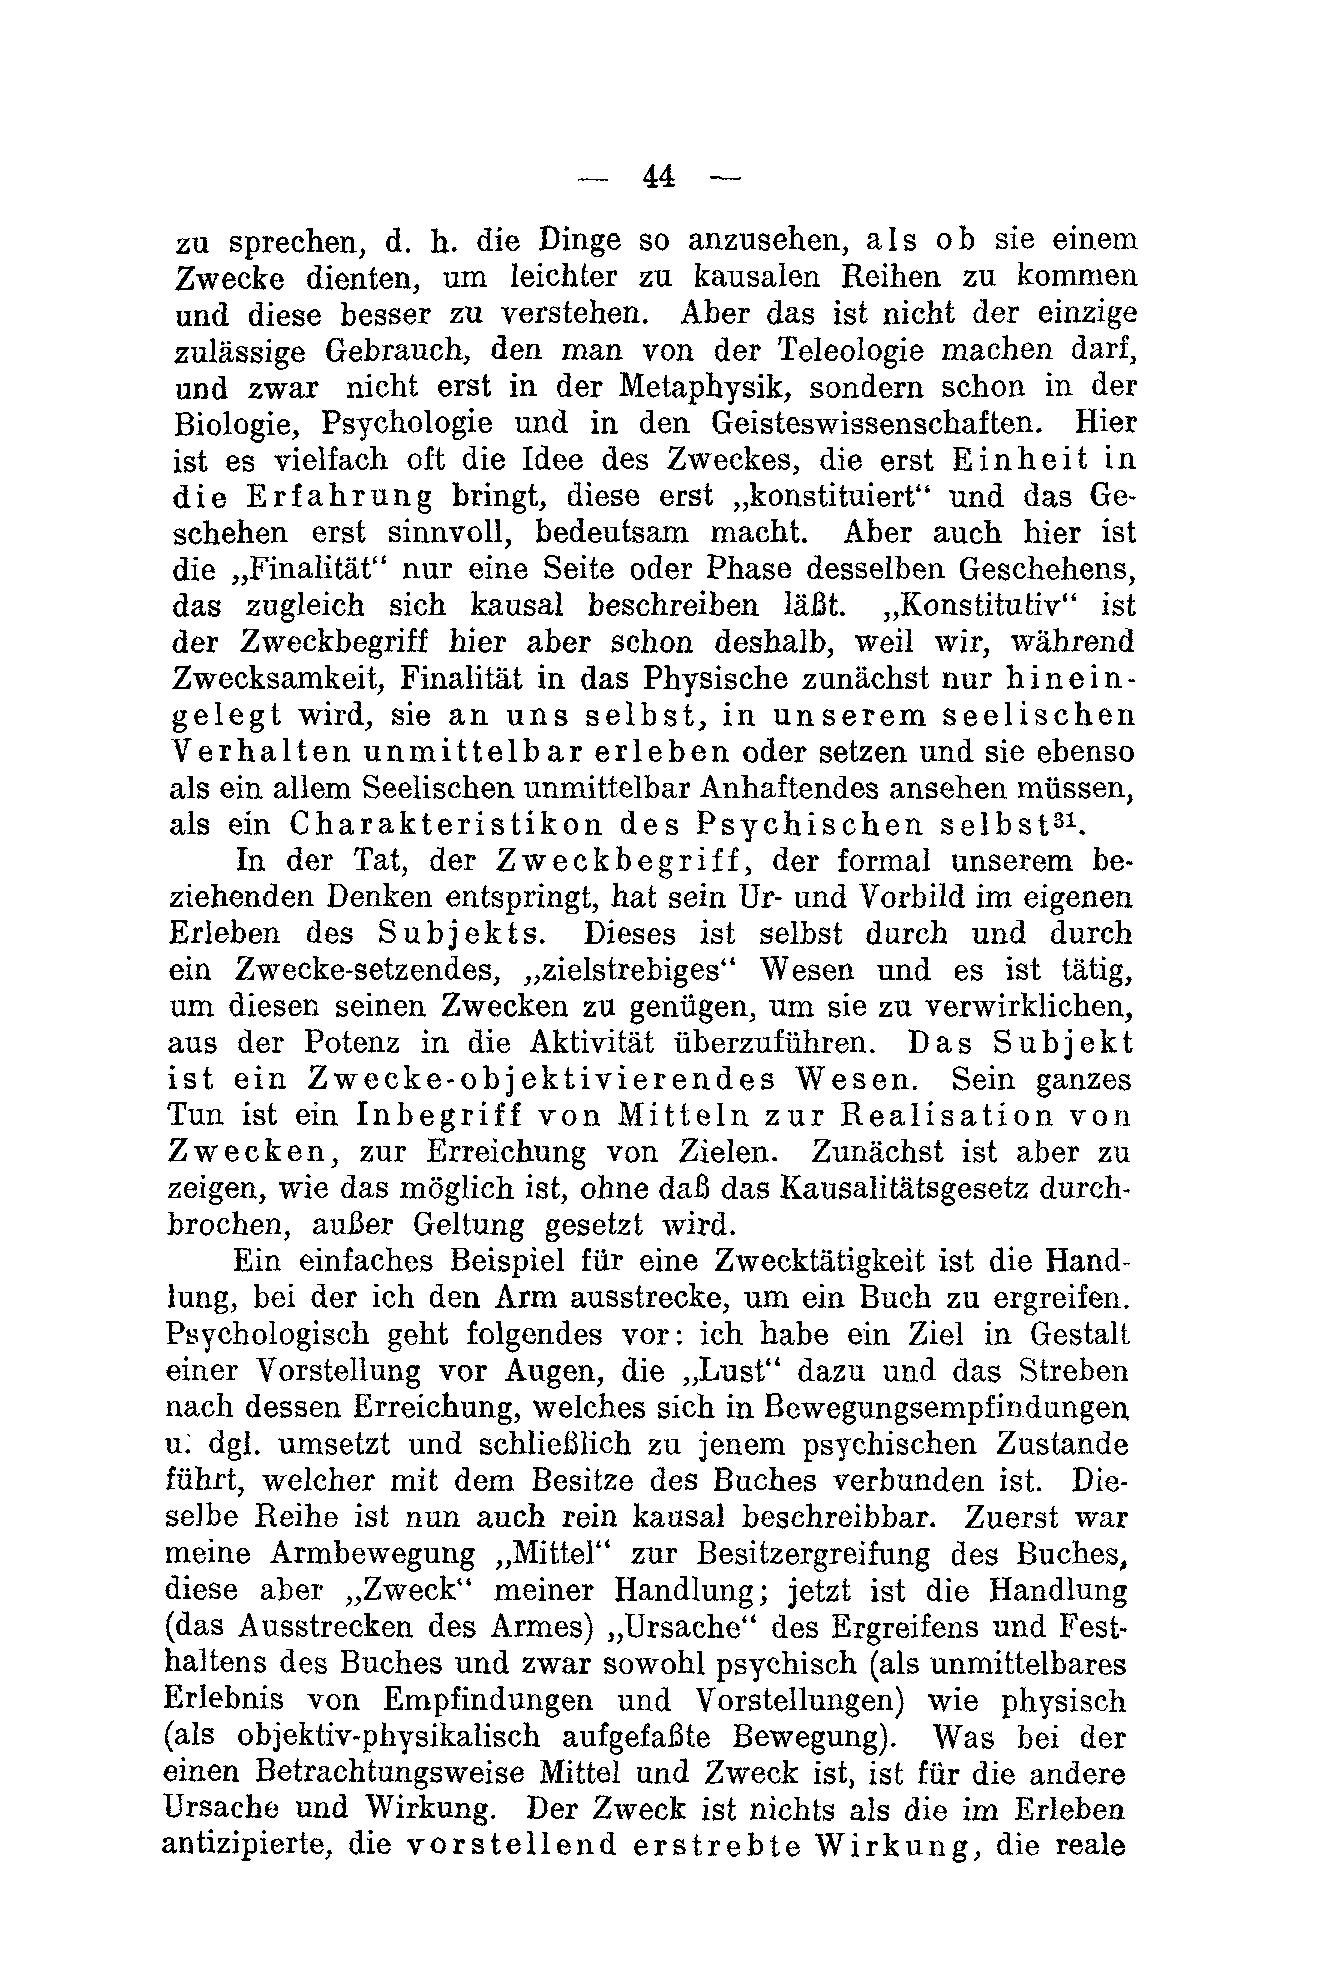 — 44 —
zu sprechen, d. h. die Dinge so anzusehen, als ob sie einem
Zwecke dienten, um leichter zu kausalen Reihen zu kommen
und diese besser zu verstehen. Aber das ist nicht der einzige
zulässige Gebrauch, den man von der Teleologie machen darf,
und zwar nicht erst in der Metaphysik, sondern schon in der
Biologie, Psychologie und in den Geisteswissenschaften. Hier
ist es vielfach oft die Idee des Zweckes, die erst Einheit in
die Erfahrung bringt, diese erst „konstituiert“ und das Ge-
schehen erst sinnvoll, bedeutsam macht. Aber auch hier ist
die „Finalität“ nur eine Seite oder Phase desselben Geschehens,
das zugleich sich kausal beschreiben läßt. „Konstitutiv“ ist
der Zweckbegriff hier aber schon deshalb, weil wir, während
Zwecksamkeit, Finalität in das Physische zunächst nur hinein-
gelegt wird, sie an uns selbst, in unserem seelischen
Verhalten unmittelbar erleben oder setzen und sie ebenso
als ein allem Seelischen unmittelbar Anhaftendes ansehen müssen,
als ein Charakteristikon des Psychischen selbst³¹.
In der Tat, der Zweckbegriff, der formal unserem be-
ziehenden Denken entspringt, hat sein Ur- und Vorbild im eigenen
Erleben des Subjekts. Dieses ist selbst durch und durch
ein Zwecke-setzendes, „zielstrebiges“ Wesen und es ist tätig,
um diesen seinen Zwecken zu genügen, um sie zu verwirklichen,
aus der Potenz in die Aktivität überzuführen. Das Subjekt
ist ein Zwecke-objektivierendes Wesen. Sein ganzes
Tun ist ein Inbegriff von Mitteln zur Realisation von
Zwecken, zur Erreichung von Zielen. Zunächst ist aber zu
zeigen, wie das möglich ist, ohne daß das Kausalitätsgesetz durch-
brochen, außer Geltung gesetzt wird.
Ein einfaches Beispiel für eine Zwecktätigkeit ist die Hand-
lung, bei der ich den Arm ausstrecke, um ein Buch zu ergreifen.
Psychologisch geht folgendes vor: ich habe ein Ziel in Gestalt
einer Vorstellung vor Augen, die „Lust“ dazu und das Streben
nach dessen Erreichung, welches sich in Bewegungsempfindungen
u. dgl. umsetzt und schließlich zu jenem psychischen Zustande
führt, welcher mit dem Besitze des Buches verbunden ist. Die-
selbe Reihe ist nun auch rein kausal beschreibbar. Zuerst war
meine Armbewegung „Mittel“ zur Besitzergreifung des Buches,
diese aber „Zweck“ meiner Handlung; jetzt ist die Handlung
(das Ausstrecken des Armes) „Ursache“ des Ergreifens und Fest-
haltens des Buches und zwar sowohl psychisch (als unmittelbares
Erlebnis von Empfindungen und Vorstellungen) wie physisch
(als objektiv-physikalisch aufgefaßte Bewegung). Was bei der
einen Betrachtungsweise Mittel und Zweck ist, ist für die andere
Ursache und Wirkung. Der Zweck ist nichts als die im Erleben
antizipierte, die vorstellend erstrebte Wirkung, die reale